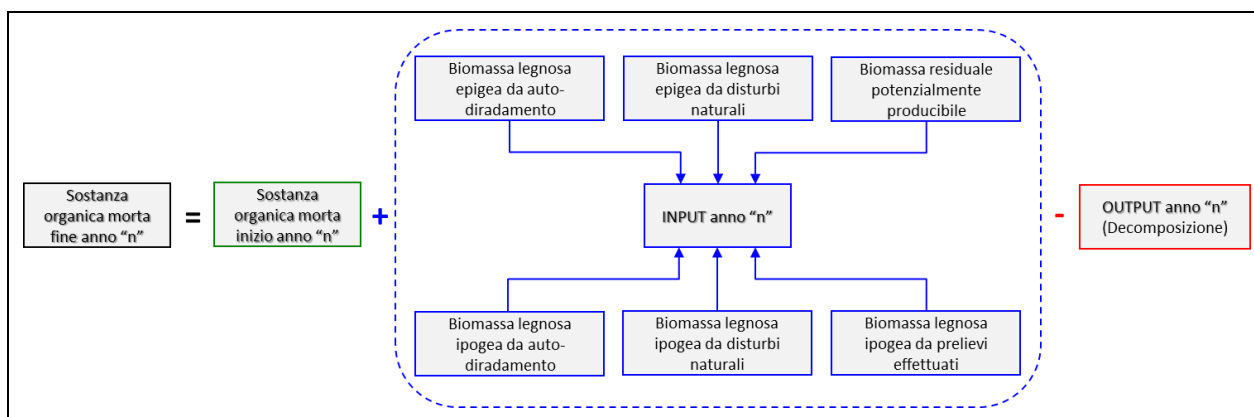 Biomassa legnosa
epigea da auto-
diradamento
Biomassa legnosa
epigea da disturbi
naturali
Biomassa residuale
potenzialmente
producibile
Sostanza
organica morta
fine anno “n”
=
Sostanza
organica morta
inizio anno “n”
+
INPUT anno “n”
-
OUTPUT anno “n”
(Decomposizione)
Biomassa legnosa
ipogea da auto-
diradamento
Biomassa legnosa
ipogea da disturbi
naturali
Biomassa legnosa
ipogea da prelievi
effettuati